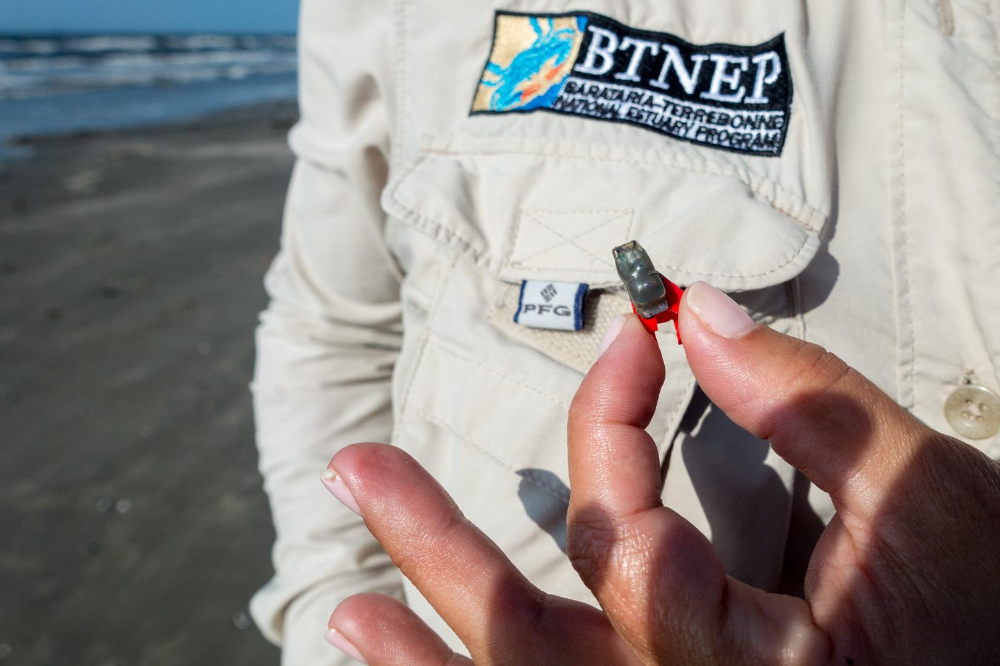 BTNEP
BARATARIA-TERREBONNE
NATIONAL ESTUARY PROGRAM
PFG